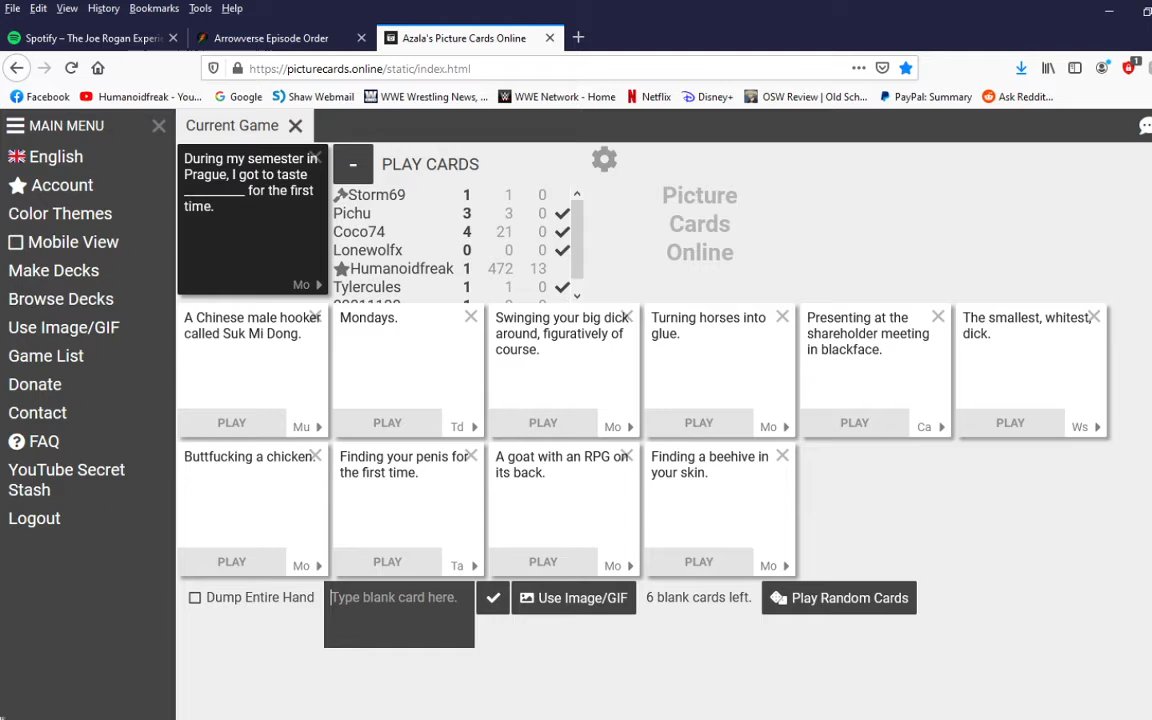 File Edit View History Bookmarks Tools Help
Spotify – The Joe Rogan Experi
Arrowverse Episode Order
Azala's Picture Cards Online
https://picturecards.online/static/index.html
1
Facebook
Humanoidfreak - You...
Google
Shaw Webmail
WWE Wrestling News, ...
WWE Network - Home
Netflix
Disney+
OSW Review | Old Sch...
PayPal: Summary
Ask Reddit...
MAIN MENU
English
Account
Color Themes
Mobile View
Make Decks
Browse Decks
Use Image/GIF
Game List
Donate
Contact
FAQ
YouTube Secret
Stash
Logout
Current Game
During my semester in
Prague, I got to taste
__________ for the first
time.
Mo
- PLAY CARDS
Storm69 1 1 0
Pichu 3 3 0
Coco74 4 21 0
Lonewolfx 0 0 0
Humanoidfreak 1 472 13
Tylercules 1 1 0
Picture
Cards
Online
A Chinese male hooker
called Suk Mi Dong.
PLAY Mu
Mondays.
PLAY Td
Swinging your big dick
around, figuratively of
course.
PLAY Mo
Turning horses into
glue.
PLAY Mo
Presenting at the
shareholder meeting
in blackface.
PLAY Ca
The smallest, whitest,
dick.
PLAY Ws
Buttfucking a chicken.
PLAY Mo
Finding your penis for
the first time.
PLAY Ta
A goat with an RPG on
its back.
PLAY Mo
Finding a beehive in
your skin.
PLAY Mo
Dump Entire Hand
Type blank card here.
Use Image/GIF
6 blank cards left.
Play Random Cards